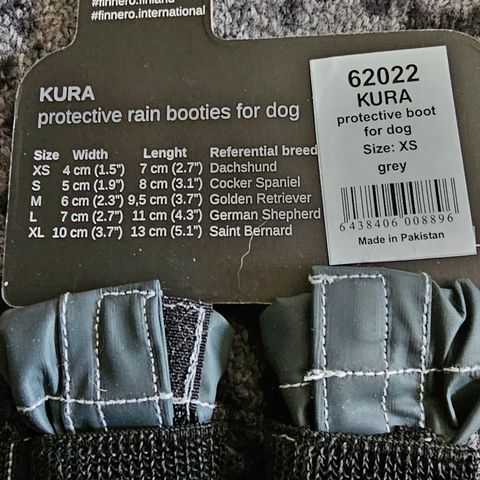 #finnero.finland
#finnero.international
KURA
protective rain booties for dog
Size Width Lenght Referential breed
XS 4 cm (1.5") 7 cm (2.7") Dachshund
S 5 cm (1.9") 8 cm (3.1") Cocker Spaniel
M 6 cm (2.3") 9,5 cm (3.7") Golden Retriever
L 7 cm (2.7") 11 cm (4.3") German Shepherd
XL 10 cm (3.7") 13 cm (5.1") Saint Bernard
62022
KURA
protective boot
for dog
Size: XS
grey
6438406 008896
Made in Pakistan